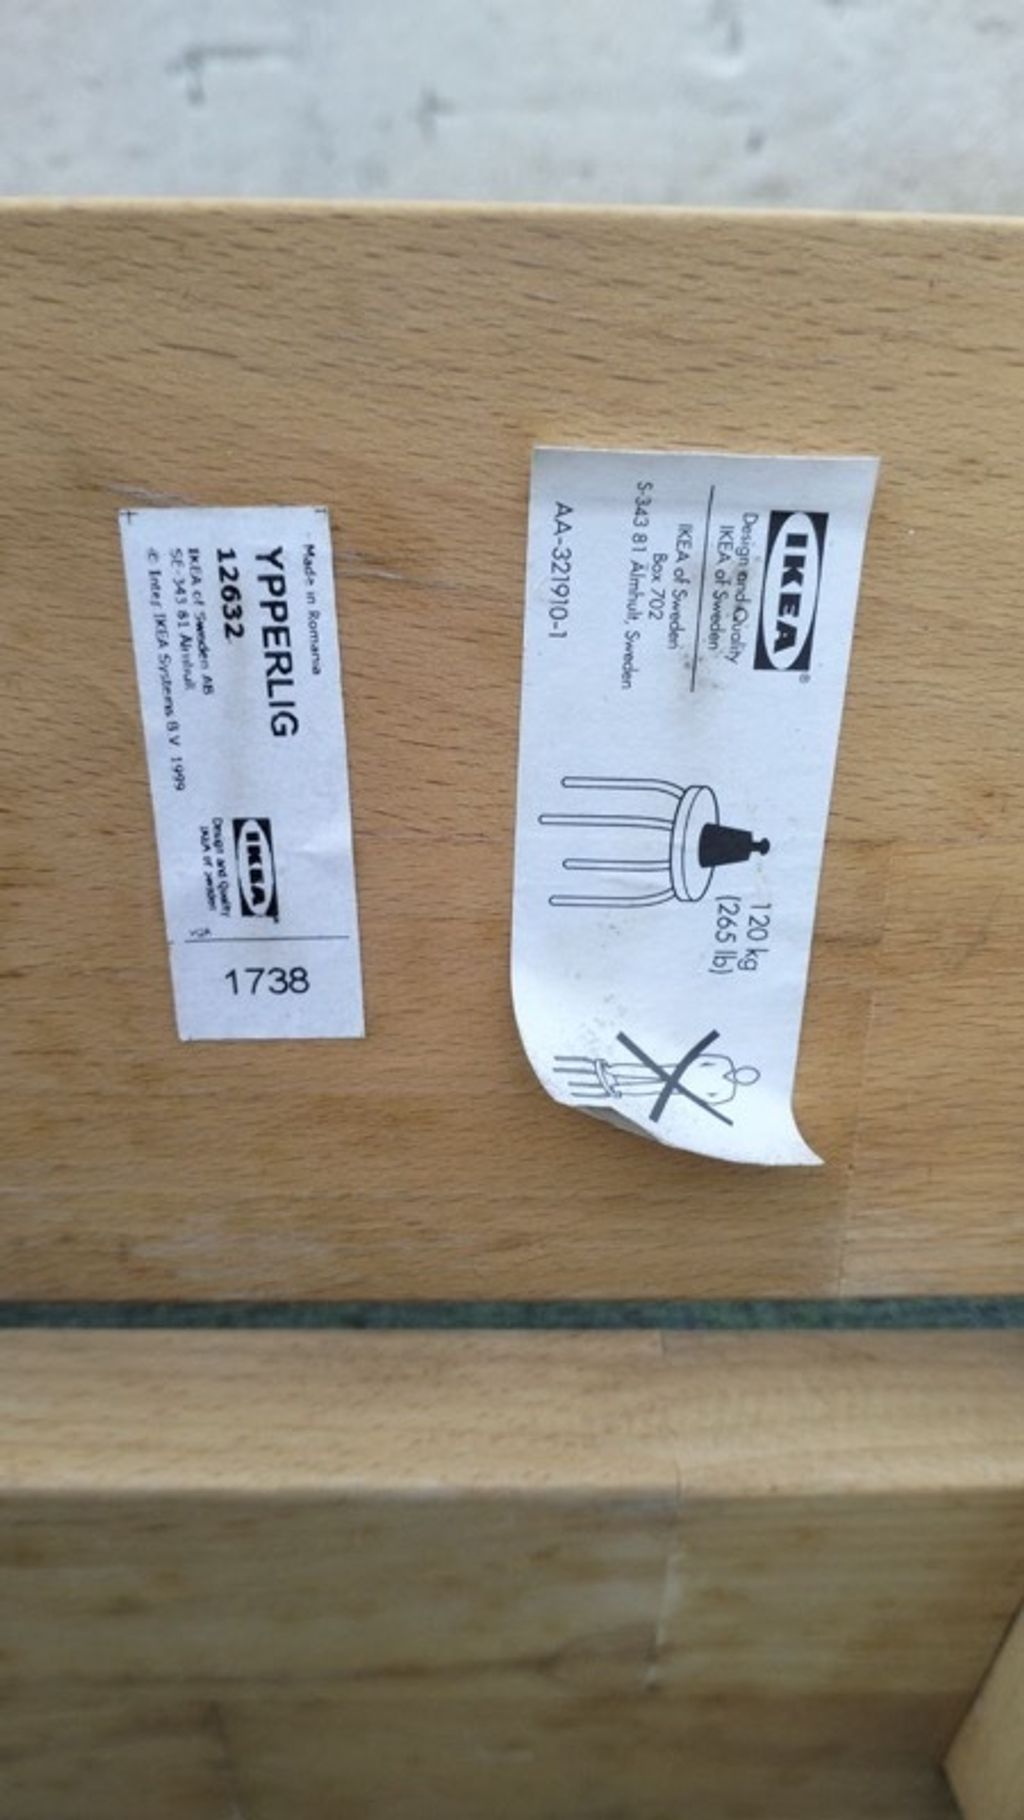 Made in Romania
YPPERLIG
12632
IKEA of Sweden AB
SE-343 81 Älmhult
© Inter IKEA Systems B V 1999
IKEA®
Design and Quality
IKEA of Sweden
1738
IKEA®
Design and Quality
IKEA of Sweden
IKEA of Sweden
Box 702
S-343 81 Älmhult, Sweden
AA-321910-1
120 kg
(265 lb)